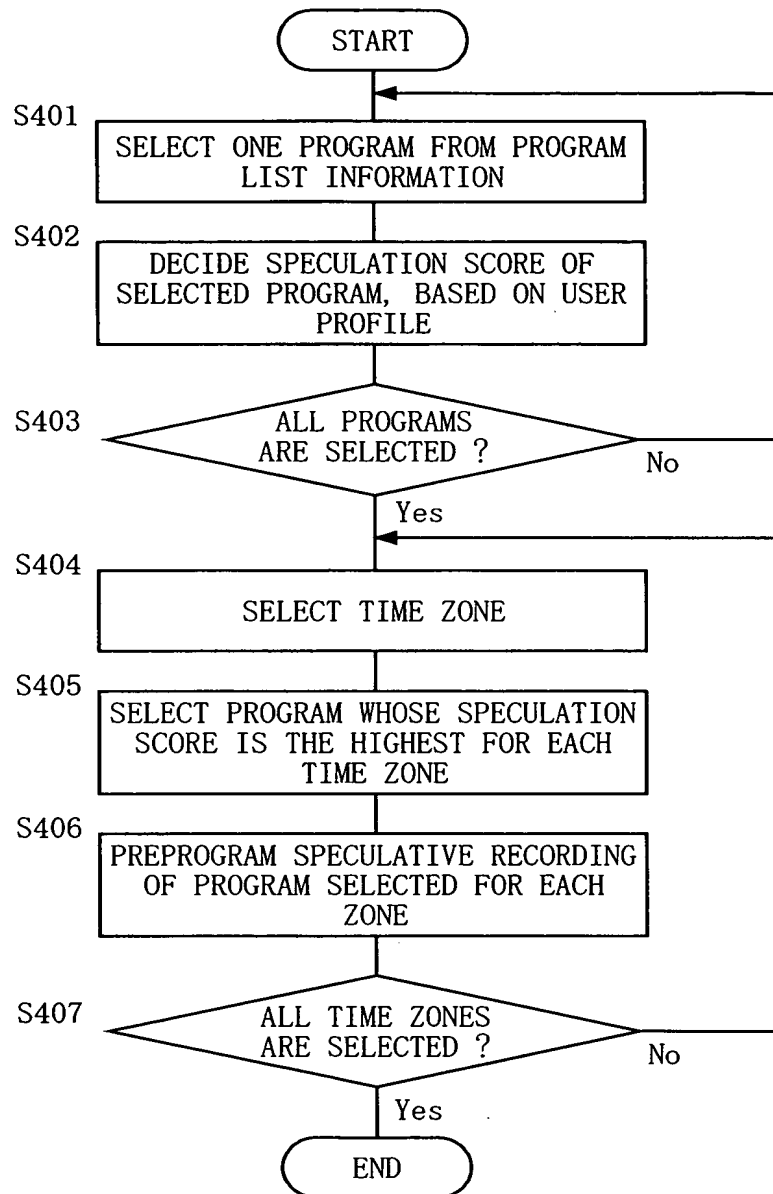 START
S401
SELECT ONE PROGRAM FROM PROGRAM
LIST INFORMATION
S402
DECIDE SPECULATION SCORE OF
SELECTED PROGRAM, BASED ON USER
PROFILE
S403
ALL PROGRAMS
ARE SELECTED ?
No
Yes
S404
SELECT TIME ZONE
S405
SELECT PROGRAM WHOSE SPECULATION
SCORE IS THE HIGHEST FOR EACH
TIME ZONE
S406
PREPROGRAM SPECULATIVE RECORDING
OF PROGRAM SELECTED FOR EACH
ZONE
S407
ALL TIME ZONES
ARE SELECTED ?
No
Yes
END